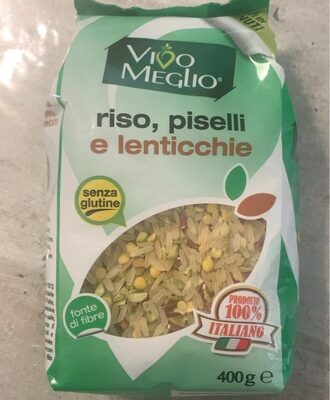 VIVO
MEGLIO®
riso, piselli
e lenticchie
senza
glutine
fonte
di fibre
PRODOTTO
100%
ITALIANO
400g e